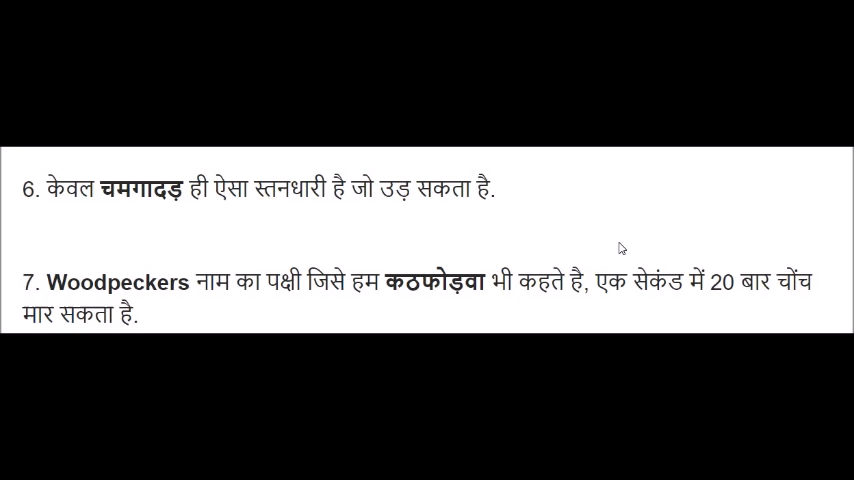 6. केवल चमगादड़ ही ऐसा स्तनधारी है जो उड़ सकता है.
7. Woodpeckers नाम का पक्षी जिसे हम कठफोड़वा भी कहते है, एक सेकंड में 20 बार चोंच
मार सकता है.